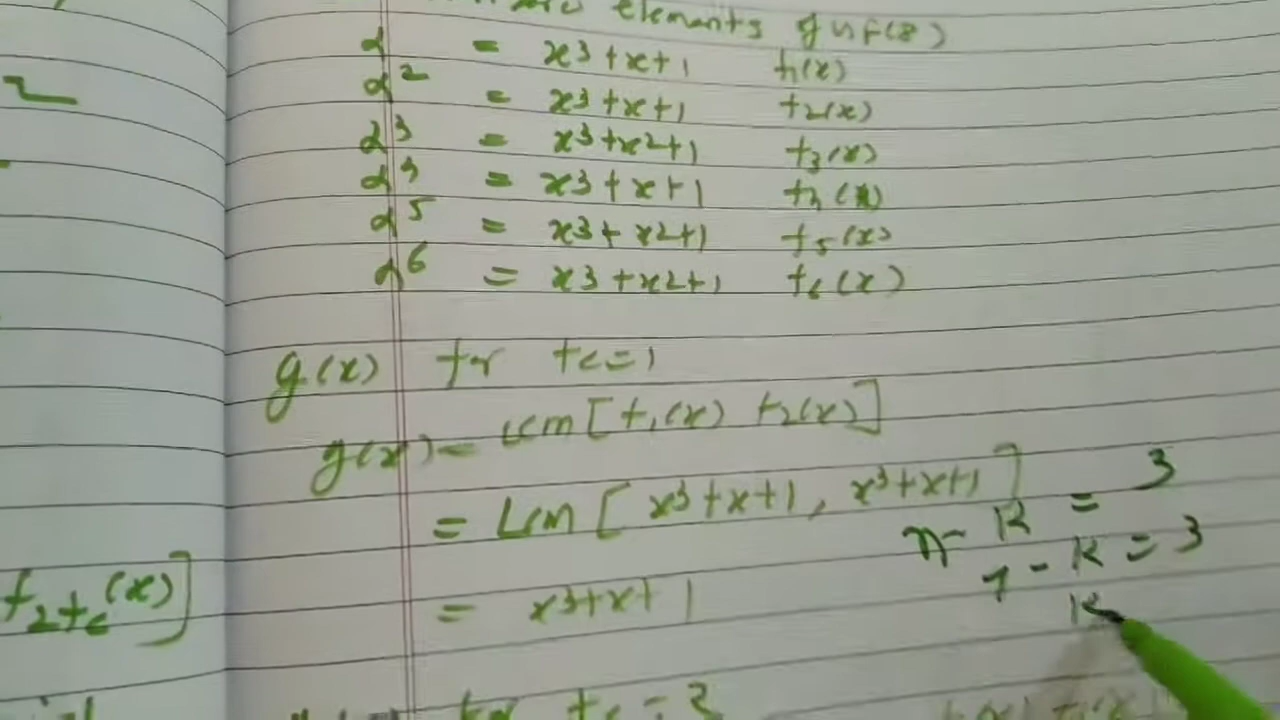 elements of GF(8)
α = x3+x+1 f1(x)
α2 = x3+x+1 f2(x)
α3 = x3+x2+1 f3(x)
α4 = x3+x+1 f4(x)
α5 = x3+x2+1 f5(x)
α6 = x3+x2+1 f6(x)
g(x) for tc=1
g(x) = LCM [f1(x) f2(x)]
= LCM [x3+x+1, x3+x+1]
n-k = 3
7-k = 3
k
= x3+x+1
f2tc(x)]
for tc=2